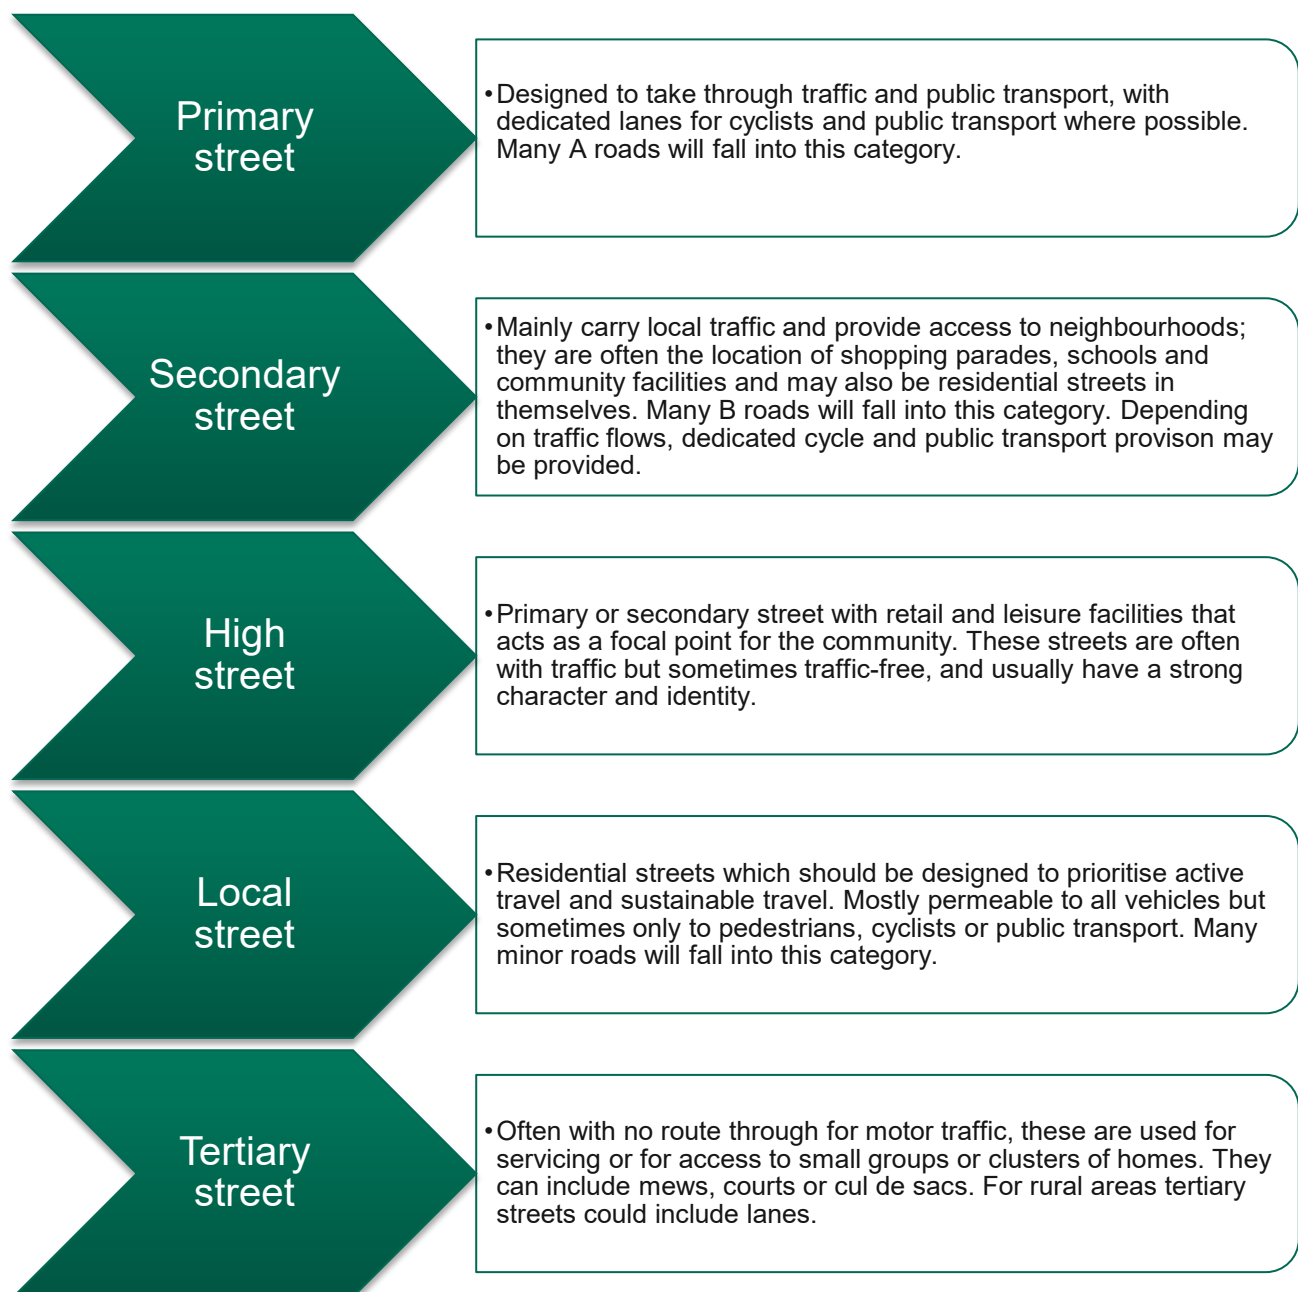 Primary
street
•Designed to take through traffic and public transport, with
dedicated lanes for cyclists and public transport where possible.
Many A roads will fall into this category.
Secondary
street
•Mainly carry local traffic and provide access to neighbourhoods;
they are often the location of shopping parades, schools and
community facilities and may also be residential streets in
themselves. Many B roads will fall into this category. Depending
on traffic flows, dedicated cycle and public transport provison may
be provided.
High
street
•Primary or secondary street with retail and leisure facilities that
acts as a focal point for the community. These streets are often
with traffic but sometimes traffic-free, and usually have a strong
character and identity.
Local
street
•Residential streets which should be designed to prioritise active
travel and sustainable travel. Mostly permeable to all vehicles but
sometimes only to pedestrians, cyclists or public transport. Many
minor roads will fall into this category.
Tertiary
street
•Often with no route through for motor traffic, these are used for
servicing or for access to small groups or clusters of homes. They
can include mews, courts or cul de sacs. For rural areas tertiary
streets could include lanes.